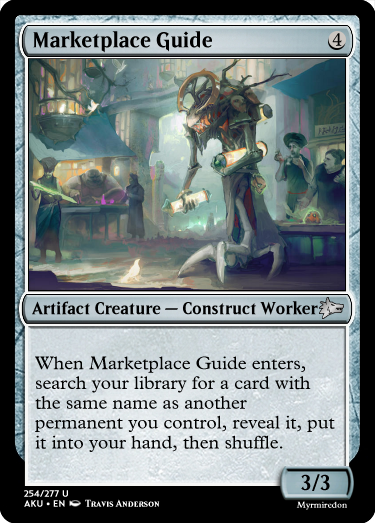 Marketplace Guide 4
Artifact Creature — Construct Worker
When Marketplace Guide enters,
search your library for a card with
the same name as another
permanent you control, reveal it, put
it into your hand, then shuffle.
3/3
254/277 U
AKU • EN Travis Anderson
Myrmiredon